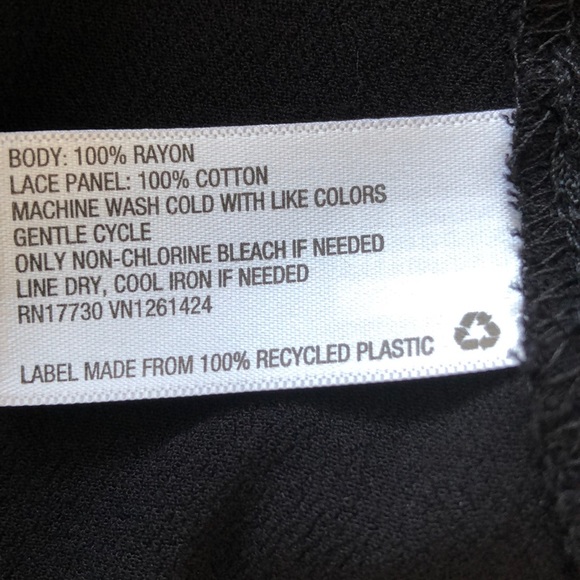 BODY: 100% RAYON
LACE PANEL: 100% COTTON
MACHINE WASH COLD WITH LIKE COLORS
GENTLE CYCLE
ONLY NON-CHLORINE BLEACH IF NEEDED
LINE DRY, COOL IRON IF NEEDED
RN17730 VN1261424
LABEL MADE FROM 100% RECYCLED PLASTIC